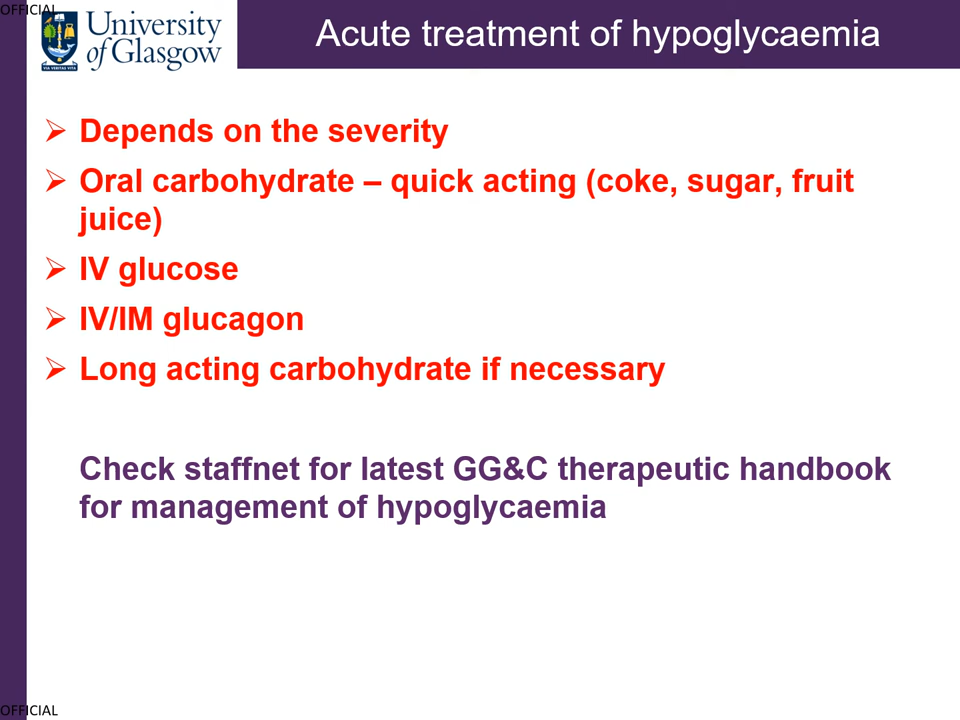 OFFICIAL
University
of Glasgow
VIA VERITAS VITA
Acute treatment of hypoglycaemia
➢ Depends on the severity
➢ Oral carbohydrate – quick acting (coke, sugar, fruit
juice)
➢ IV glucose
➢ IV/IM glucagon
➢ Long acting carbohydrate if necessary
Check staffnet for latest GG&C therapeutic handbook
for management of hypoglycaemia
OFFICIAL